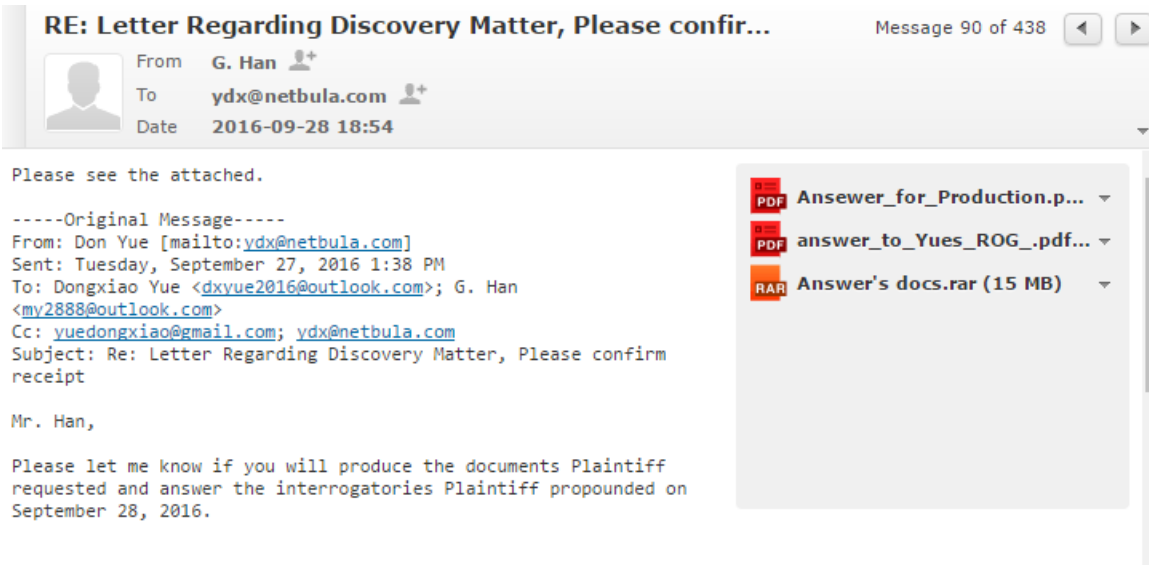 RE: Letter Regarding Discovery Matter, Please confir...
Message 90 of 438
From G. Han
To ydx@netbula.com
Date 2016-09-28 18:54
Please see the attached.
-----Original Message-----
From: Don Yue [mailto:ydx@netbula.com]
Sent: Tuesday, September 27, 2016 1:38 PM
To: Dongxiao Yue <dxyue2016@outlook.com>; G. Han
<my2888@outlook.com>
Cc: yuedongxiao@gmail.com; ydx@netbula.com
Subject: Re: Letter Regarding Discovery Matter, Please confirm
receipt
Mr. Han,
Please let me know if you will produce the documents Plaintiff
requested and answer the interrogatories Plaintiff propounded on
September 28, 2016.
PDF Ansewer_for_Production.p...
PDF answer_to_Yues_ROG_.pdf...
RAR Answer's docs.rar (15 MB)